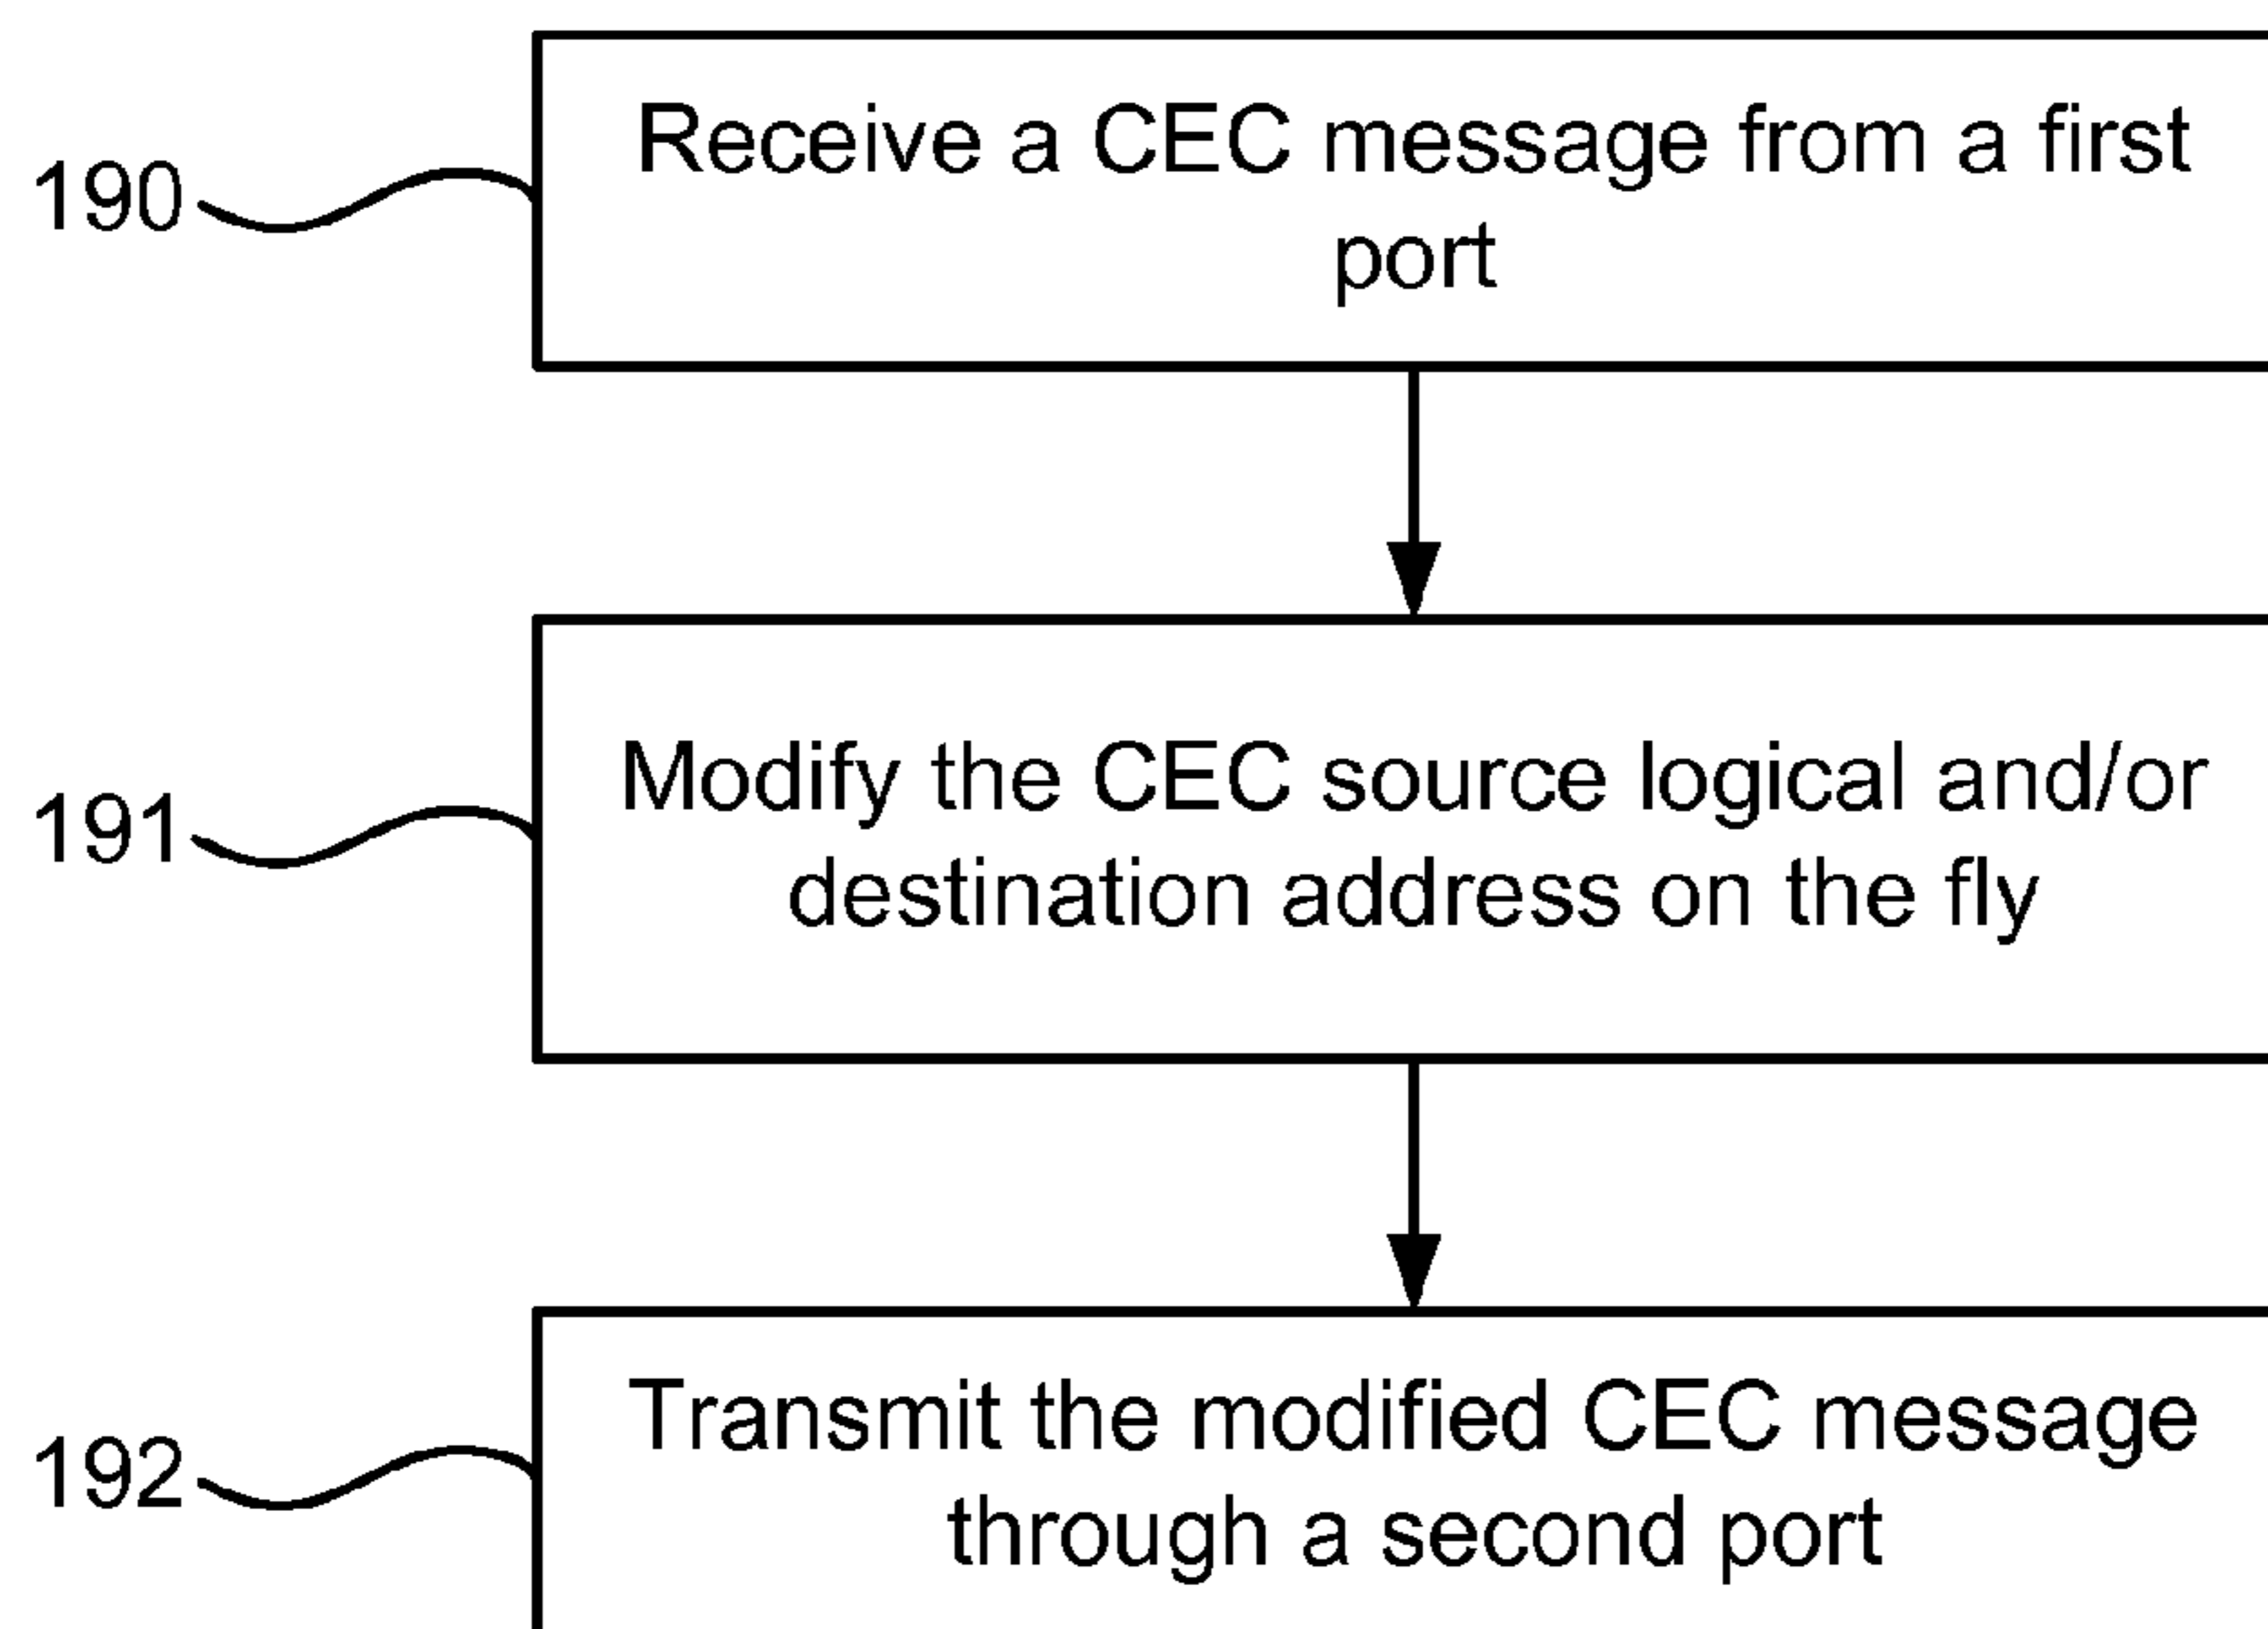 Receive a CEC message from a first
190
port
Modify the CEC source logical and/or
191
destination address on the fly
Transmit the modified CEC message
192
through a second port